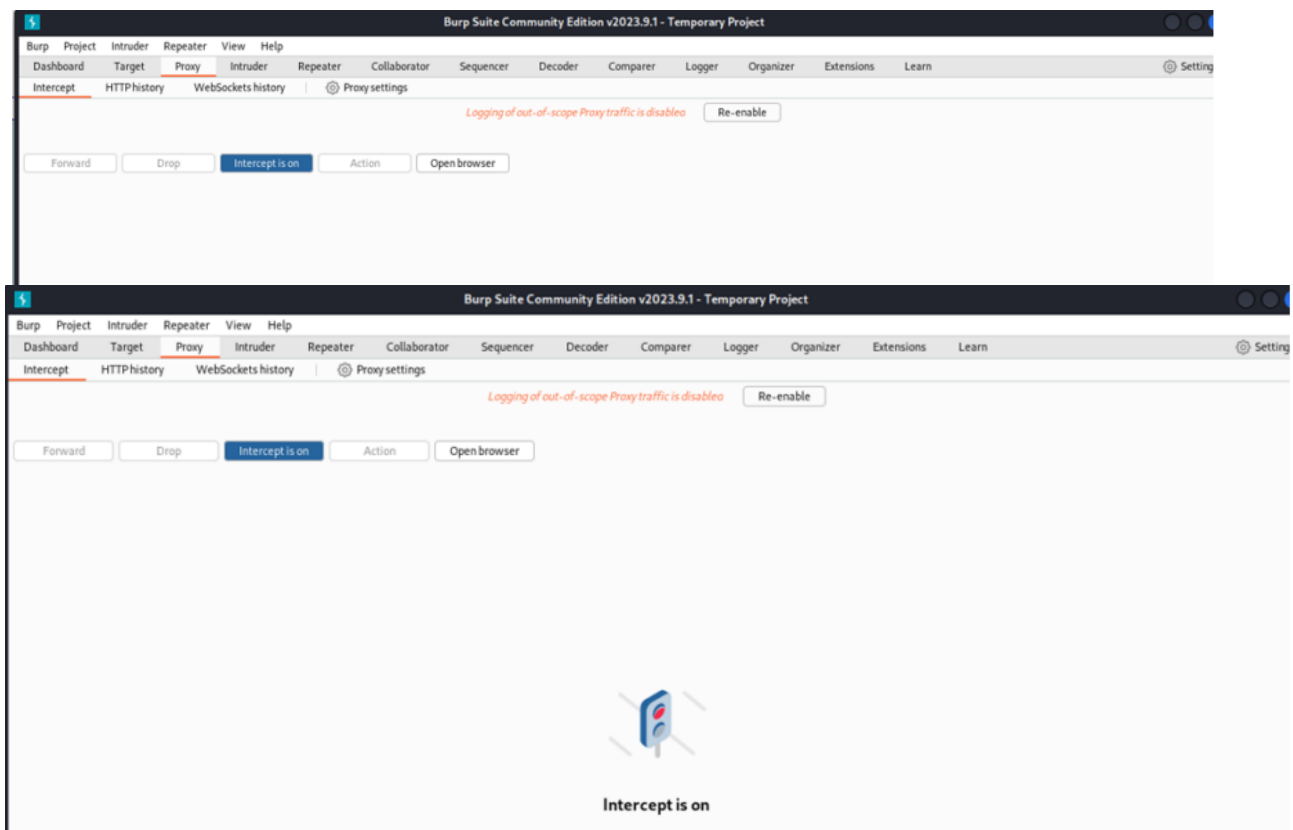 Burp Suite Community Edition v2023.9.1 - Temporary Project
Burp Project Intruder Repeater View Help
Dashboard Target Proxy Intruder Repeater Collaborator Sequencer Decoder Comparer Logger Organizer Extensions Learn Setting
Intercept HTTP history WebSockets history Proxy settings
Logging of out-of-scope Proxy traffic is disabled Re-enable
Forward Drop Intercept is on Action Open browser
Burp Suite Community Edition v2023.9.1 - Temporary Project
Burp Project Intruder Repeater View Help
Dashboard Target Proxy Intruder Repeater Collaborator Sequencer Decoder Comparer Logger Organizer Extensions Learn Setting
Intercept HTTP history WebSockets history Proxy settings
Logging of out-of-scope Proxy traffic is disabled Re-enable
Forward Drop Intercept is on Action Open browser
Intercept is on